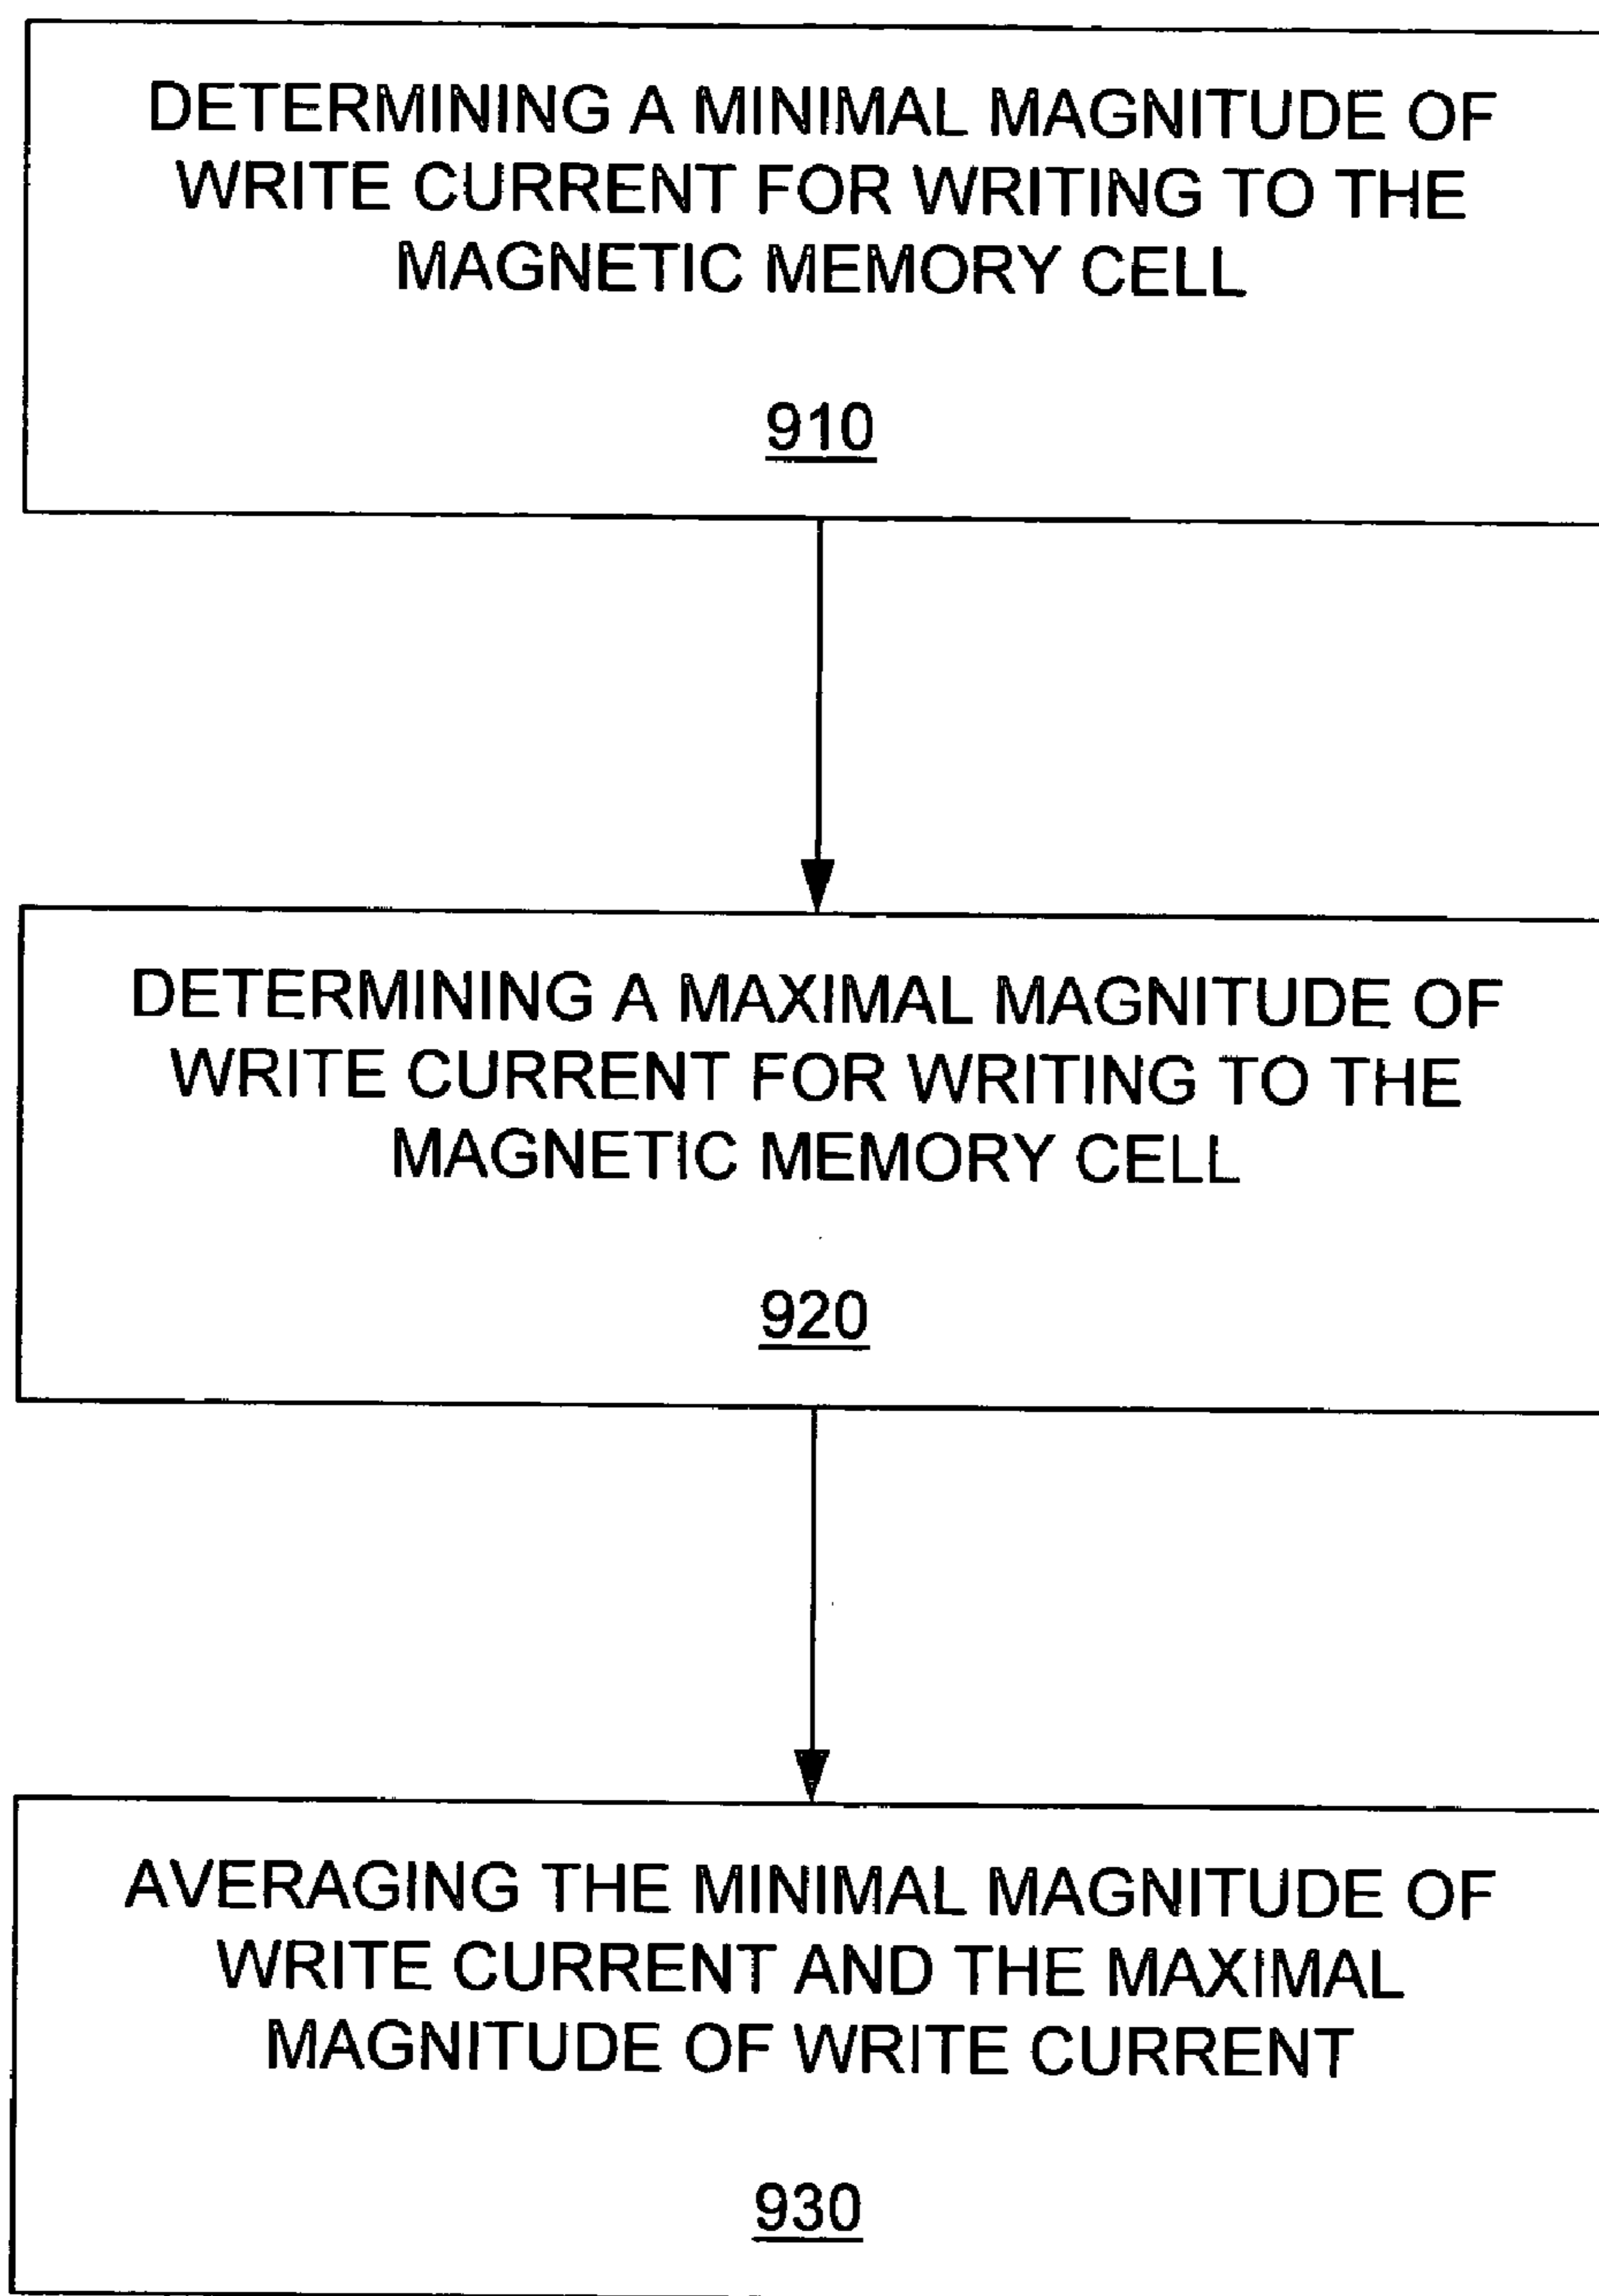 DETERMINING A MINIMAL MAGNITUDE OF
WRITE CURRENT FOR WRITING TO THE
MAGNETIC MEMORY CELL
910
DETERMINING A MAXIMAL MAGNITUDE OF
WRITE CURRENT FOR WRITING TO THE
MAGNETIC MEMORY CELL
920
AVERAGING THE MINIMAL MAGNITUDE OF
WRITE CURRENT AND THE MAXIMAL
MAGNITUDE OF WRITE CURRENT
930